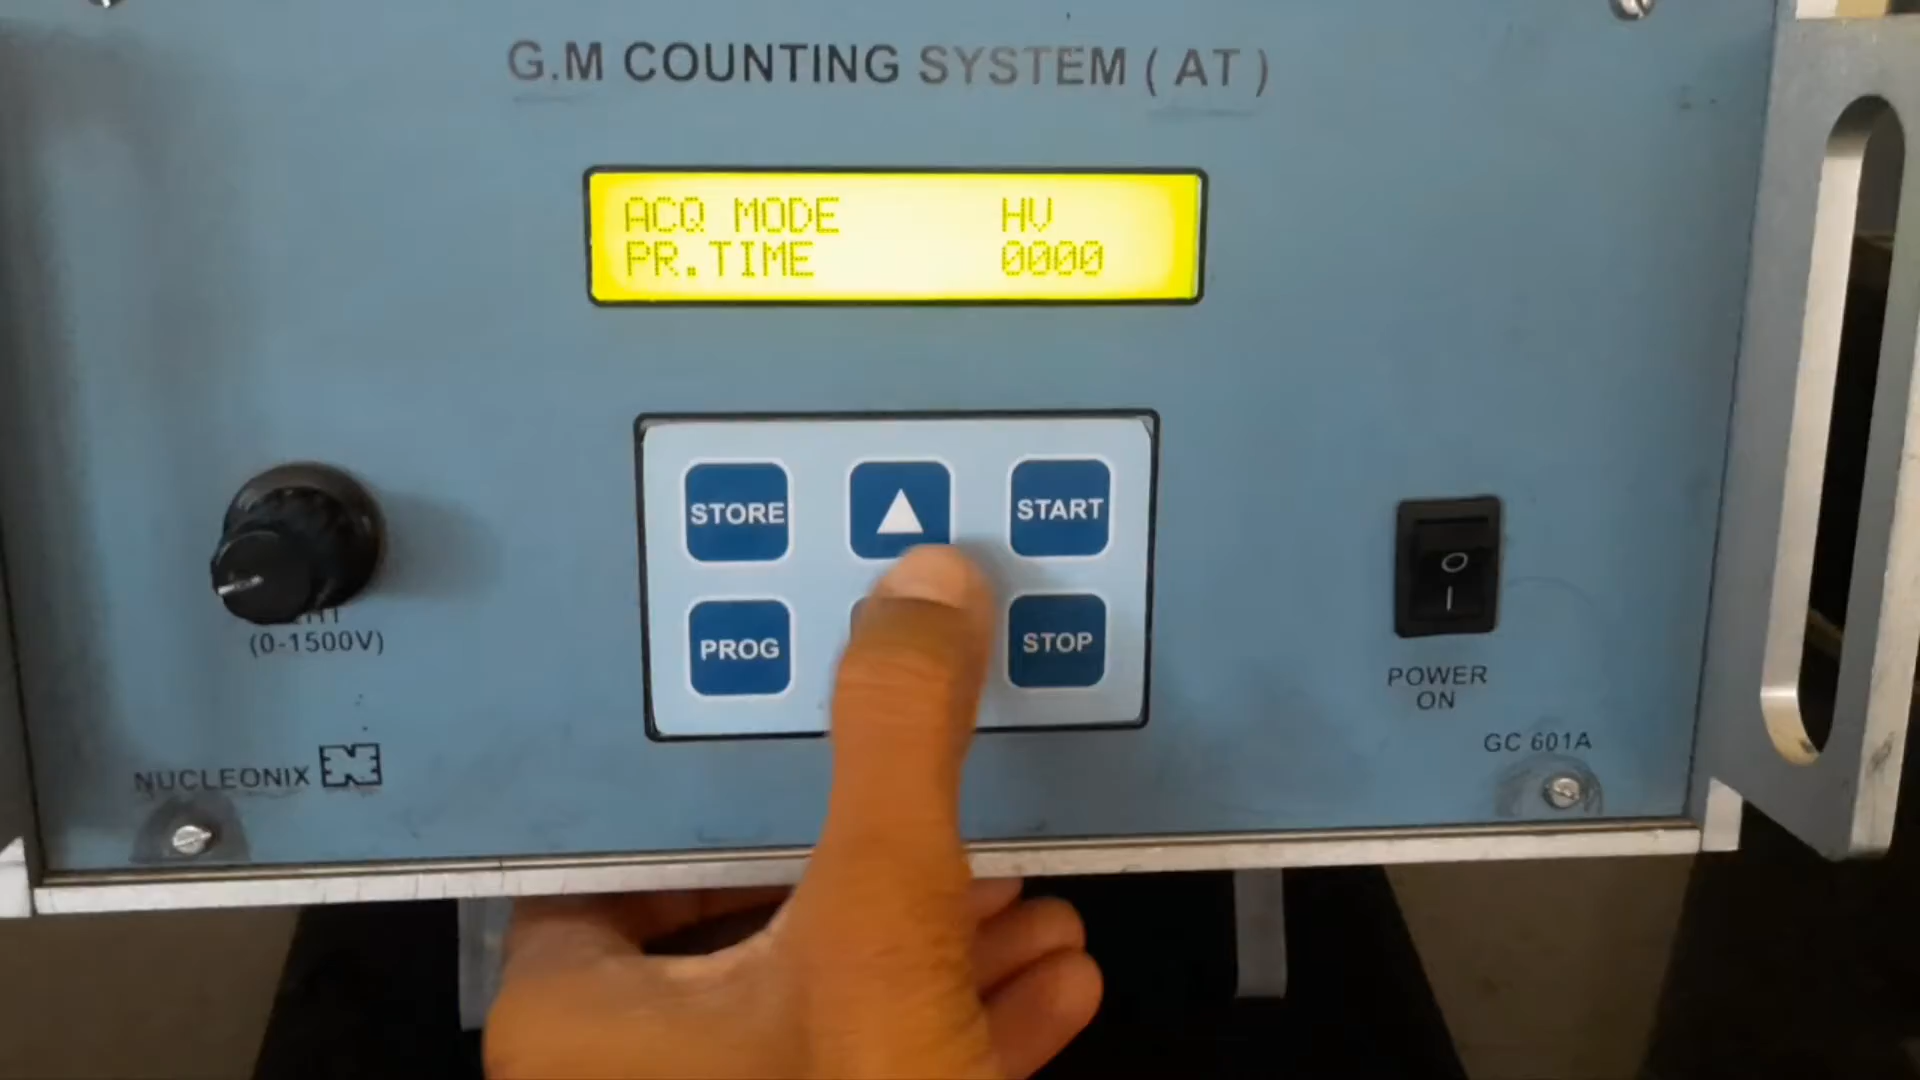 G.M COUNTING SYSTEM ( AT )
ACQ MODE HV
PR.TIME 0000
STORE
START
PROG
STOP
(0-1500V)
POWER
ON
NUCLEONIX
GC 601A